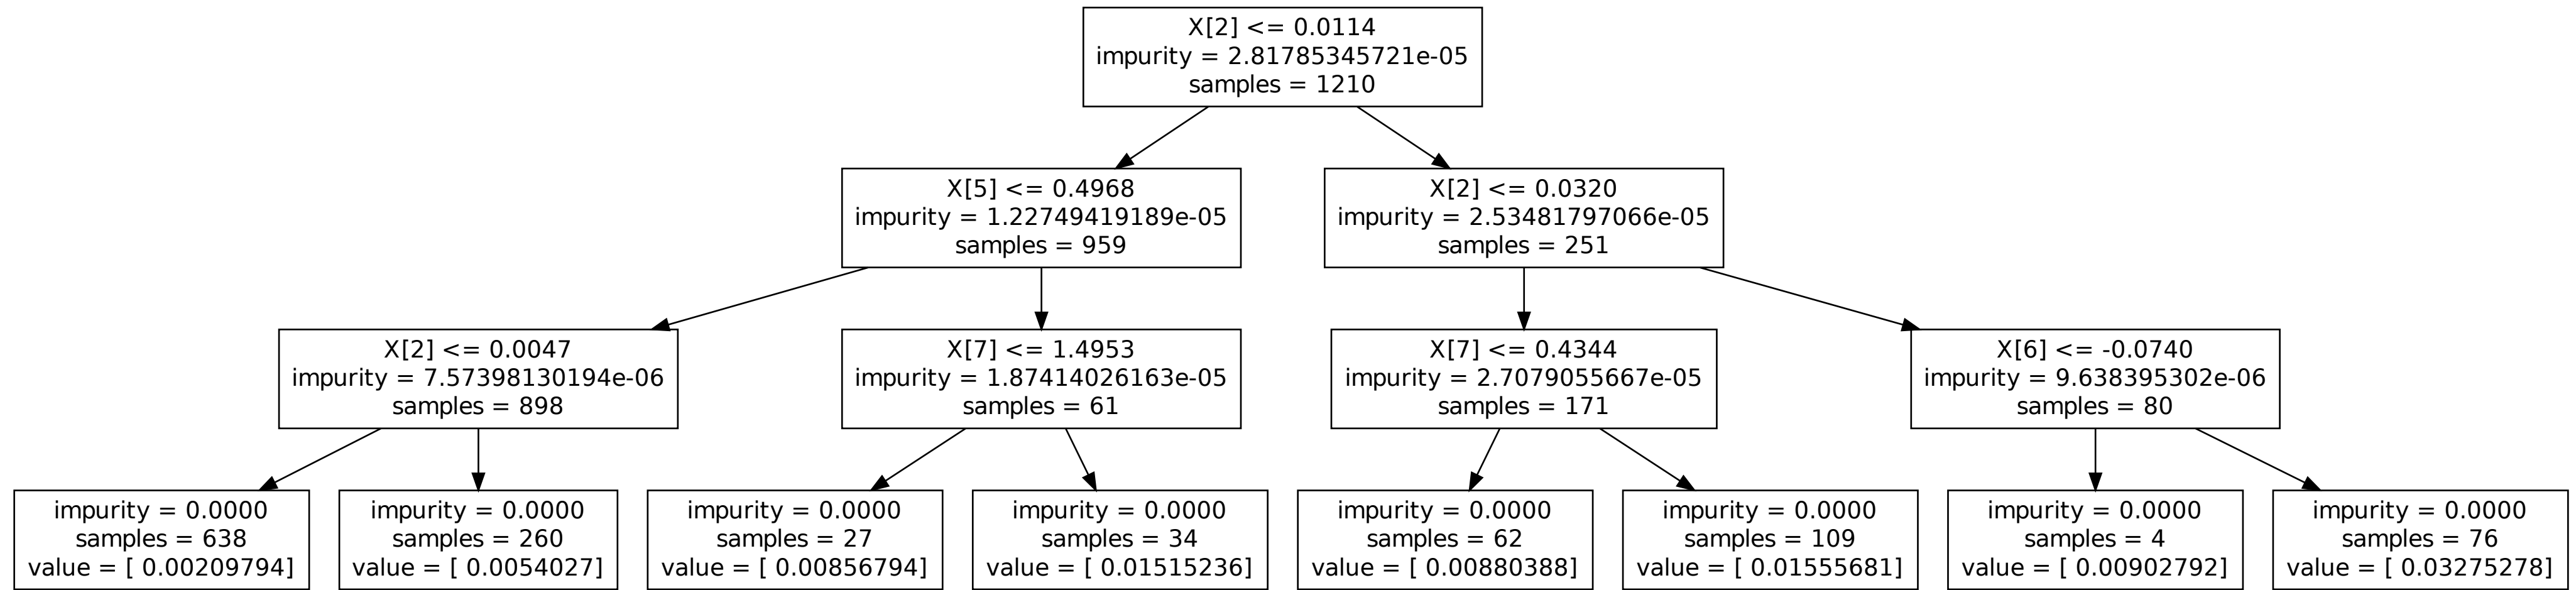 X[2] <= 0.0114
impurity = 2.81785345721e-05
samples = 1210
X[5] <= 0.4968
impurity = 1.22749419189e-05
samples = 959
X[2] <= 0.0320
impurity = 2.53481797066e-05
samples = 251
X[2] <= 0.0047
impurity = 7.57398130194e-06
samples = 898
X[7] <= 1.4953
impurity = 1.87414026163e-05
samples = 61
X[7] <= 0.4344
impurity = 2.7079055667e-05
samples = 171
X[6] <= -0.0740
impurity = 9.638395302e-06
samples = 80
impurity = 0.0000
samples = 638
value = [ 0.00209794]
impurity = 0.0000
samples = 260
value = [ 0.0054027]
impurity = 0.0000
samples = 27
value = [ 0.00856794]
impurity = 0.0000
samples = 34
value = [ 0.01515236]
impurity = 0.0000
samples = 62
value = [ 0.00880388]
impurity = 0.0000
samples = 109
value = [ 0.01555681]
impurity = 0.0000
samples = 4
value = [ 0.00902792]
impurity = 0.0000
samples = 76
value = [ 0.03275278]